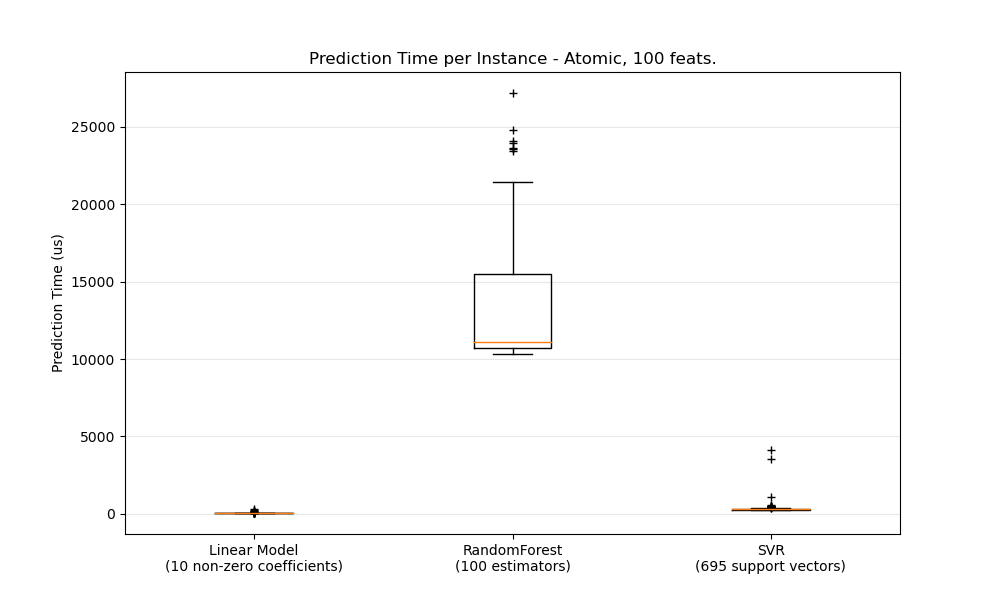 Prediction Time per Instance - Atomic, 100 feats.
Prediction Time (us)
25000
20000
15000
10000
5000
0
Linear Model
(10 non-zero coefficients)
RandomForest
(100 estimators)
SVR
(695 support vectors)